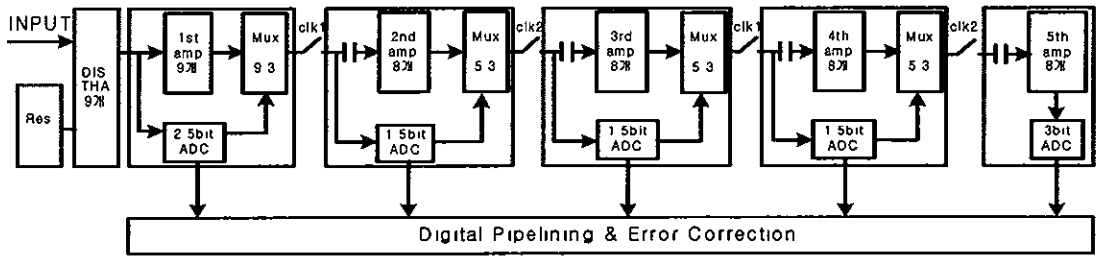 INPUT
Res
DIS
THA
9개
1st
amp
9개
Mux
9 3
2 5bit
ADC
clk1
2nd
amp
8개
Mux
5 3
1 5bit
ADC
clk2
3rd
amp
8개
Mux
5 3
1 5bit
ADC
clk1
4th
amp
8개
Mux
5 3
1 5bit
ADC
clk2
5th
amp
8개
3bit
ADC
Digital Pipelining & Error Correction